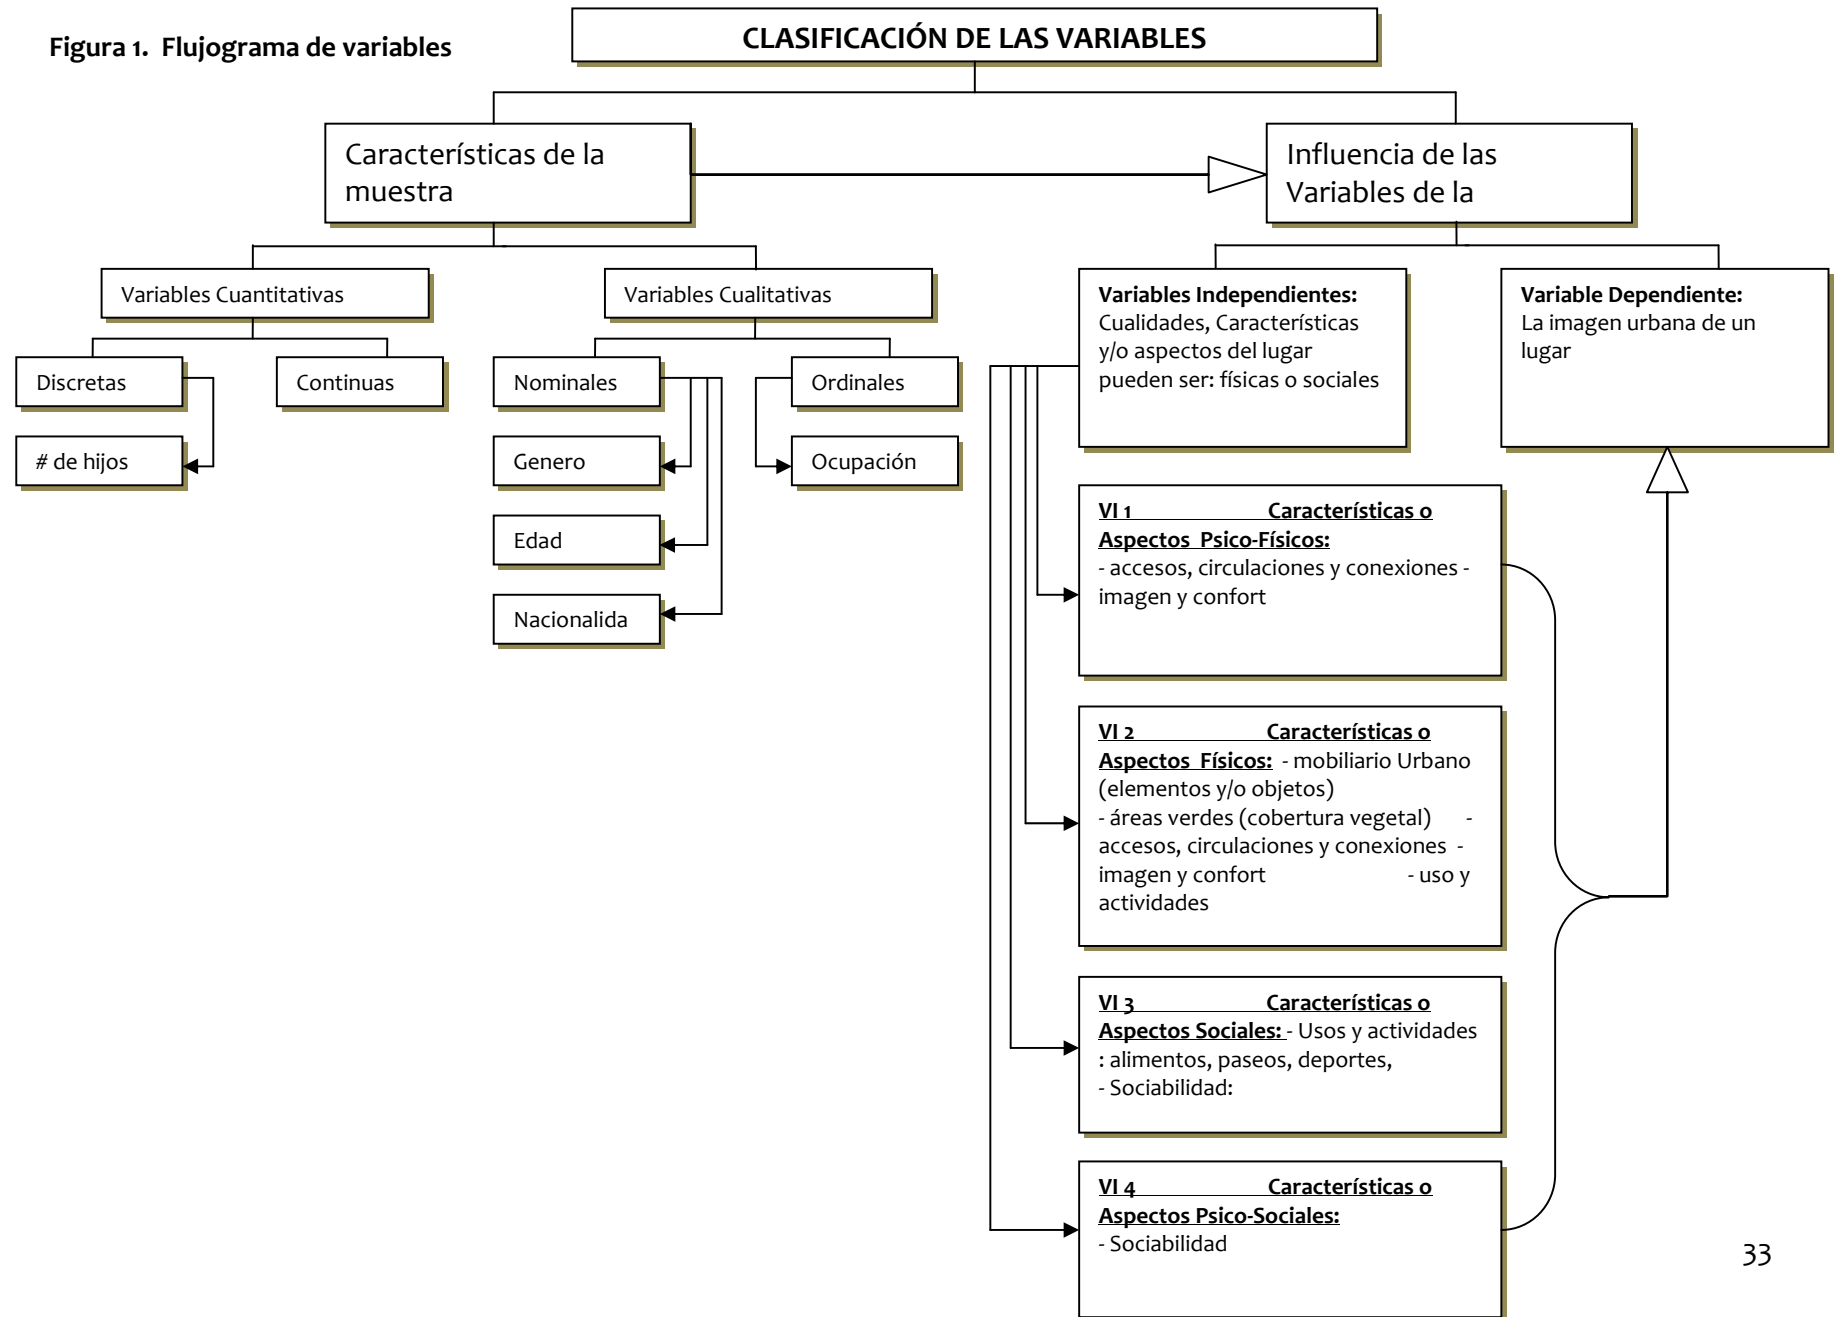 Figura 1.  Flujograma de variables
CLASIFICACIÓN DE LAS VARIABLES
Características de la
muestra
Influencia de las
Variables de la
Variables Cuantitativas
Variables Cualitativas
Discretas
Continuas
# de hijos
Nominales
Ordinales
Genero
Ocupación
Edad
Nacionalida
Variables Independientes:
Cualidades, Características
y/o aspectos del lugar
pueden ser: físicas o sociales
Variable Dependiente:
La imagen urbana de un
lugar
VI 1 Características o
Aspectos Psico-Físicos:
- accesos, circulaciones y conexiones -
imagen y confort
VI 2 Características o
Aspectos Físicos: - mobiliario Urbano
(elementos y/o objetos)
- áreas verdes (cobertura vegetal) -
accesos, circulaciones y conexiones -
imagen y confort - uso y
actividades
VI 3 Características o
Aspectos Sociales: - Usos y actividades
: alimentos, paseos, deportes,
- Sociabilidad:
VI 4 Características o
Aspectos Psico-Sociales:
- Sociabilidad
33